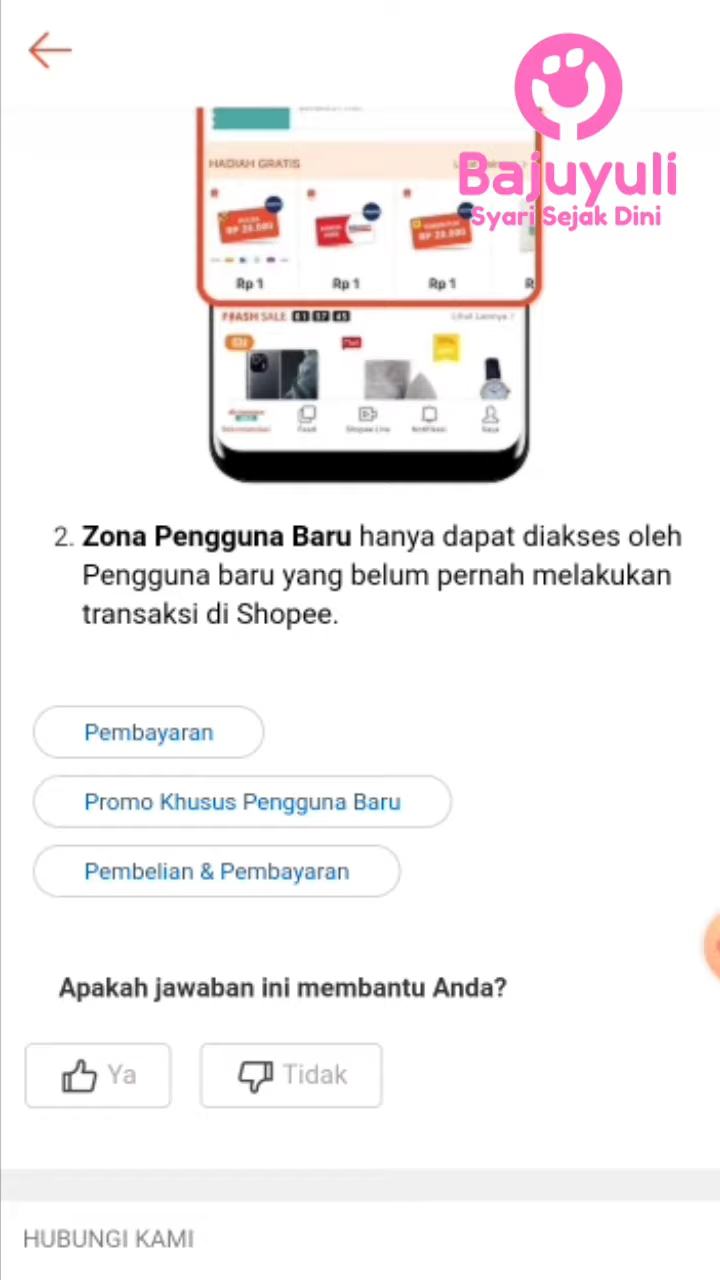 Bajuyuli
Syari Sejak Dini
HADIAH GRATIS
Rp 1
Rp 1
Rp 1
FLASH SALE
2. Zona Pengguna Baru hanya dapat diakses oleh
Pengguna baru yang belum pernah melakukan
transaksi di Shopee.
Pembayaran
Promo Khusus Pengguna Baru
Pembelian & Pembayaran
Apakah jawaban ini membantu Anda?
Ya
Tidak
HUBUNGI KAMI